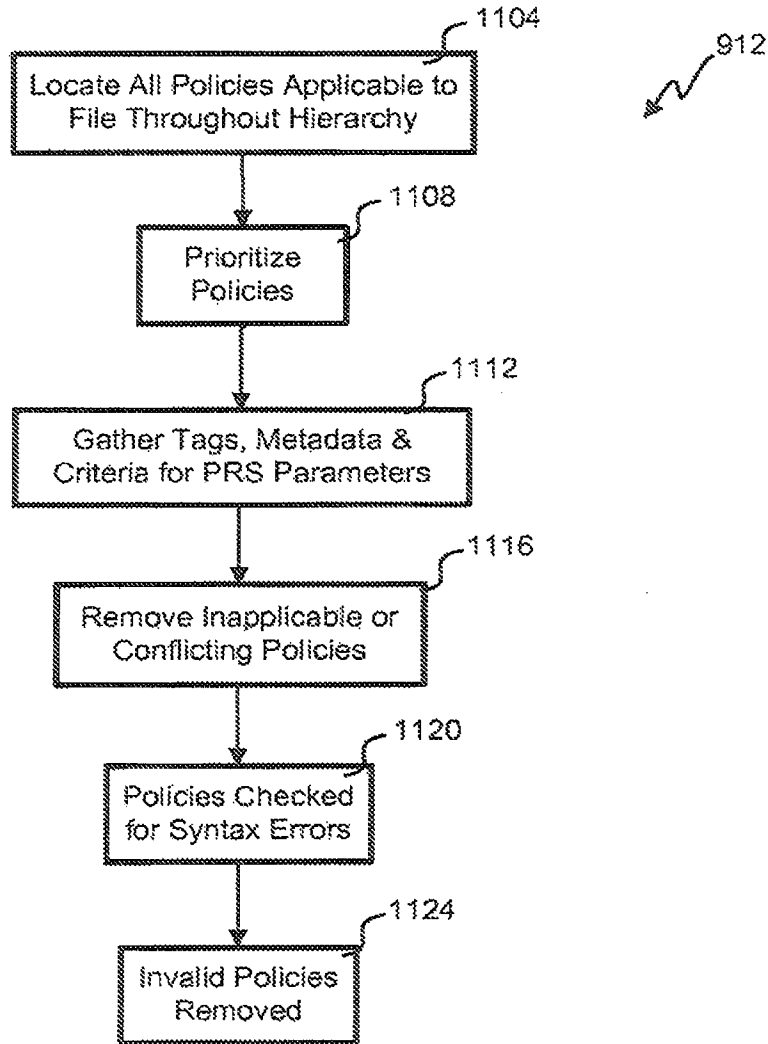 1104
912
Locate All Policies Applicable to
File Throughout Hierarchy
1108
Prioritize
Policies
1112
Gather Tags, Metadata &
Criteria for PRS Parameters
1116
Remove Inapplicable or
Conflicting Policies
1120
Policies Checked
for Syntax Errors
1124
Invalid Policies
Removed